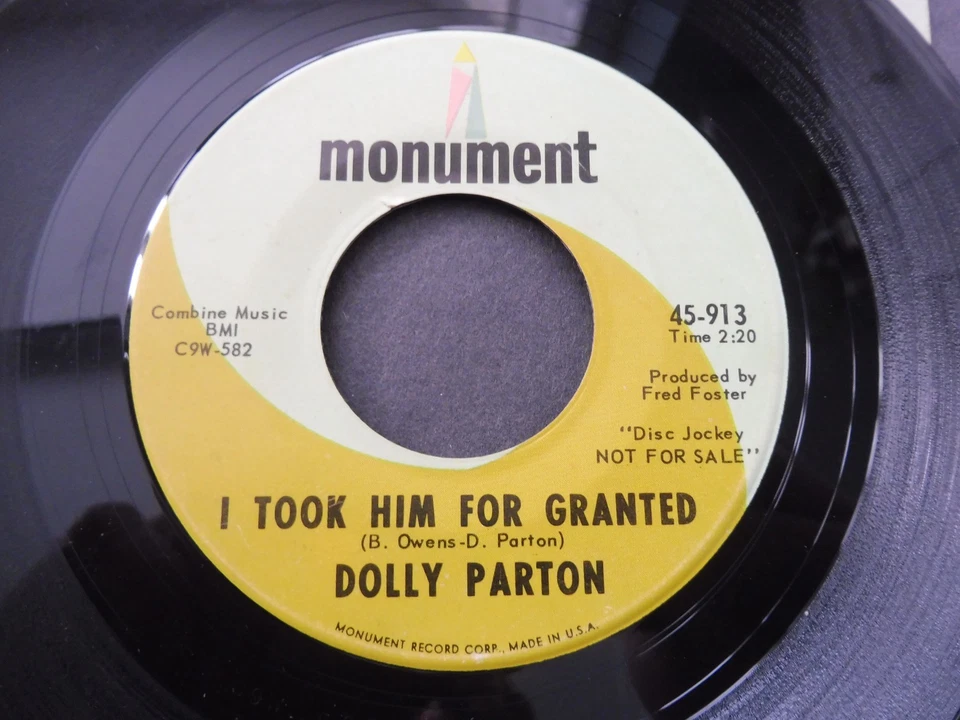 monument
Combine Music
BMI
C9W-582
45-913
Time 2:20
Produced by
Fred Foster
"Disc Jockey
NOT FOR SALE"
I TOOK HIM FOR GRANTED
(B. Owens-D. Parton)
DOLLY PARTON
MONUMENT RECORD CORP., MADE IN U.S.A.